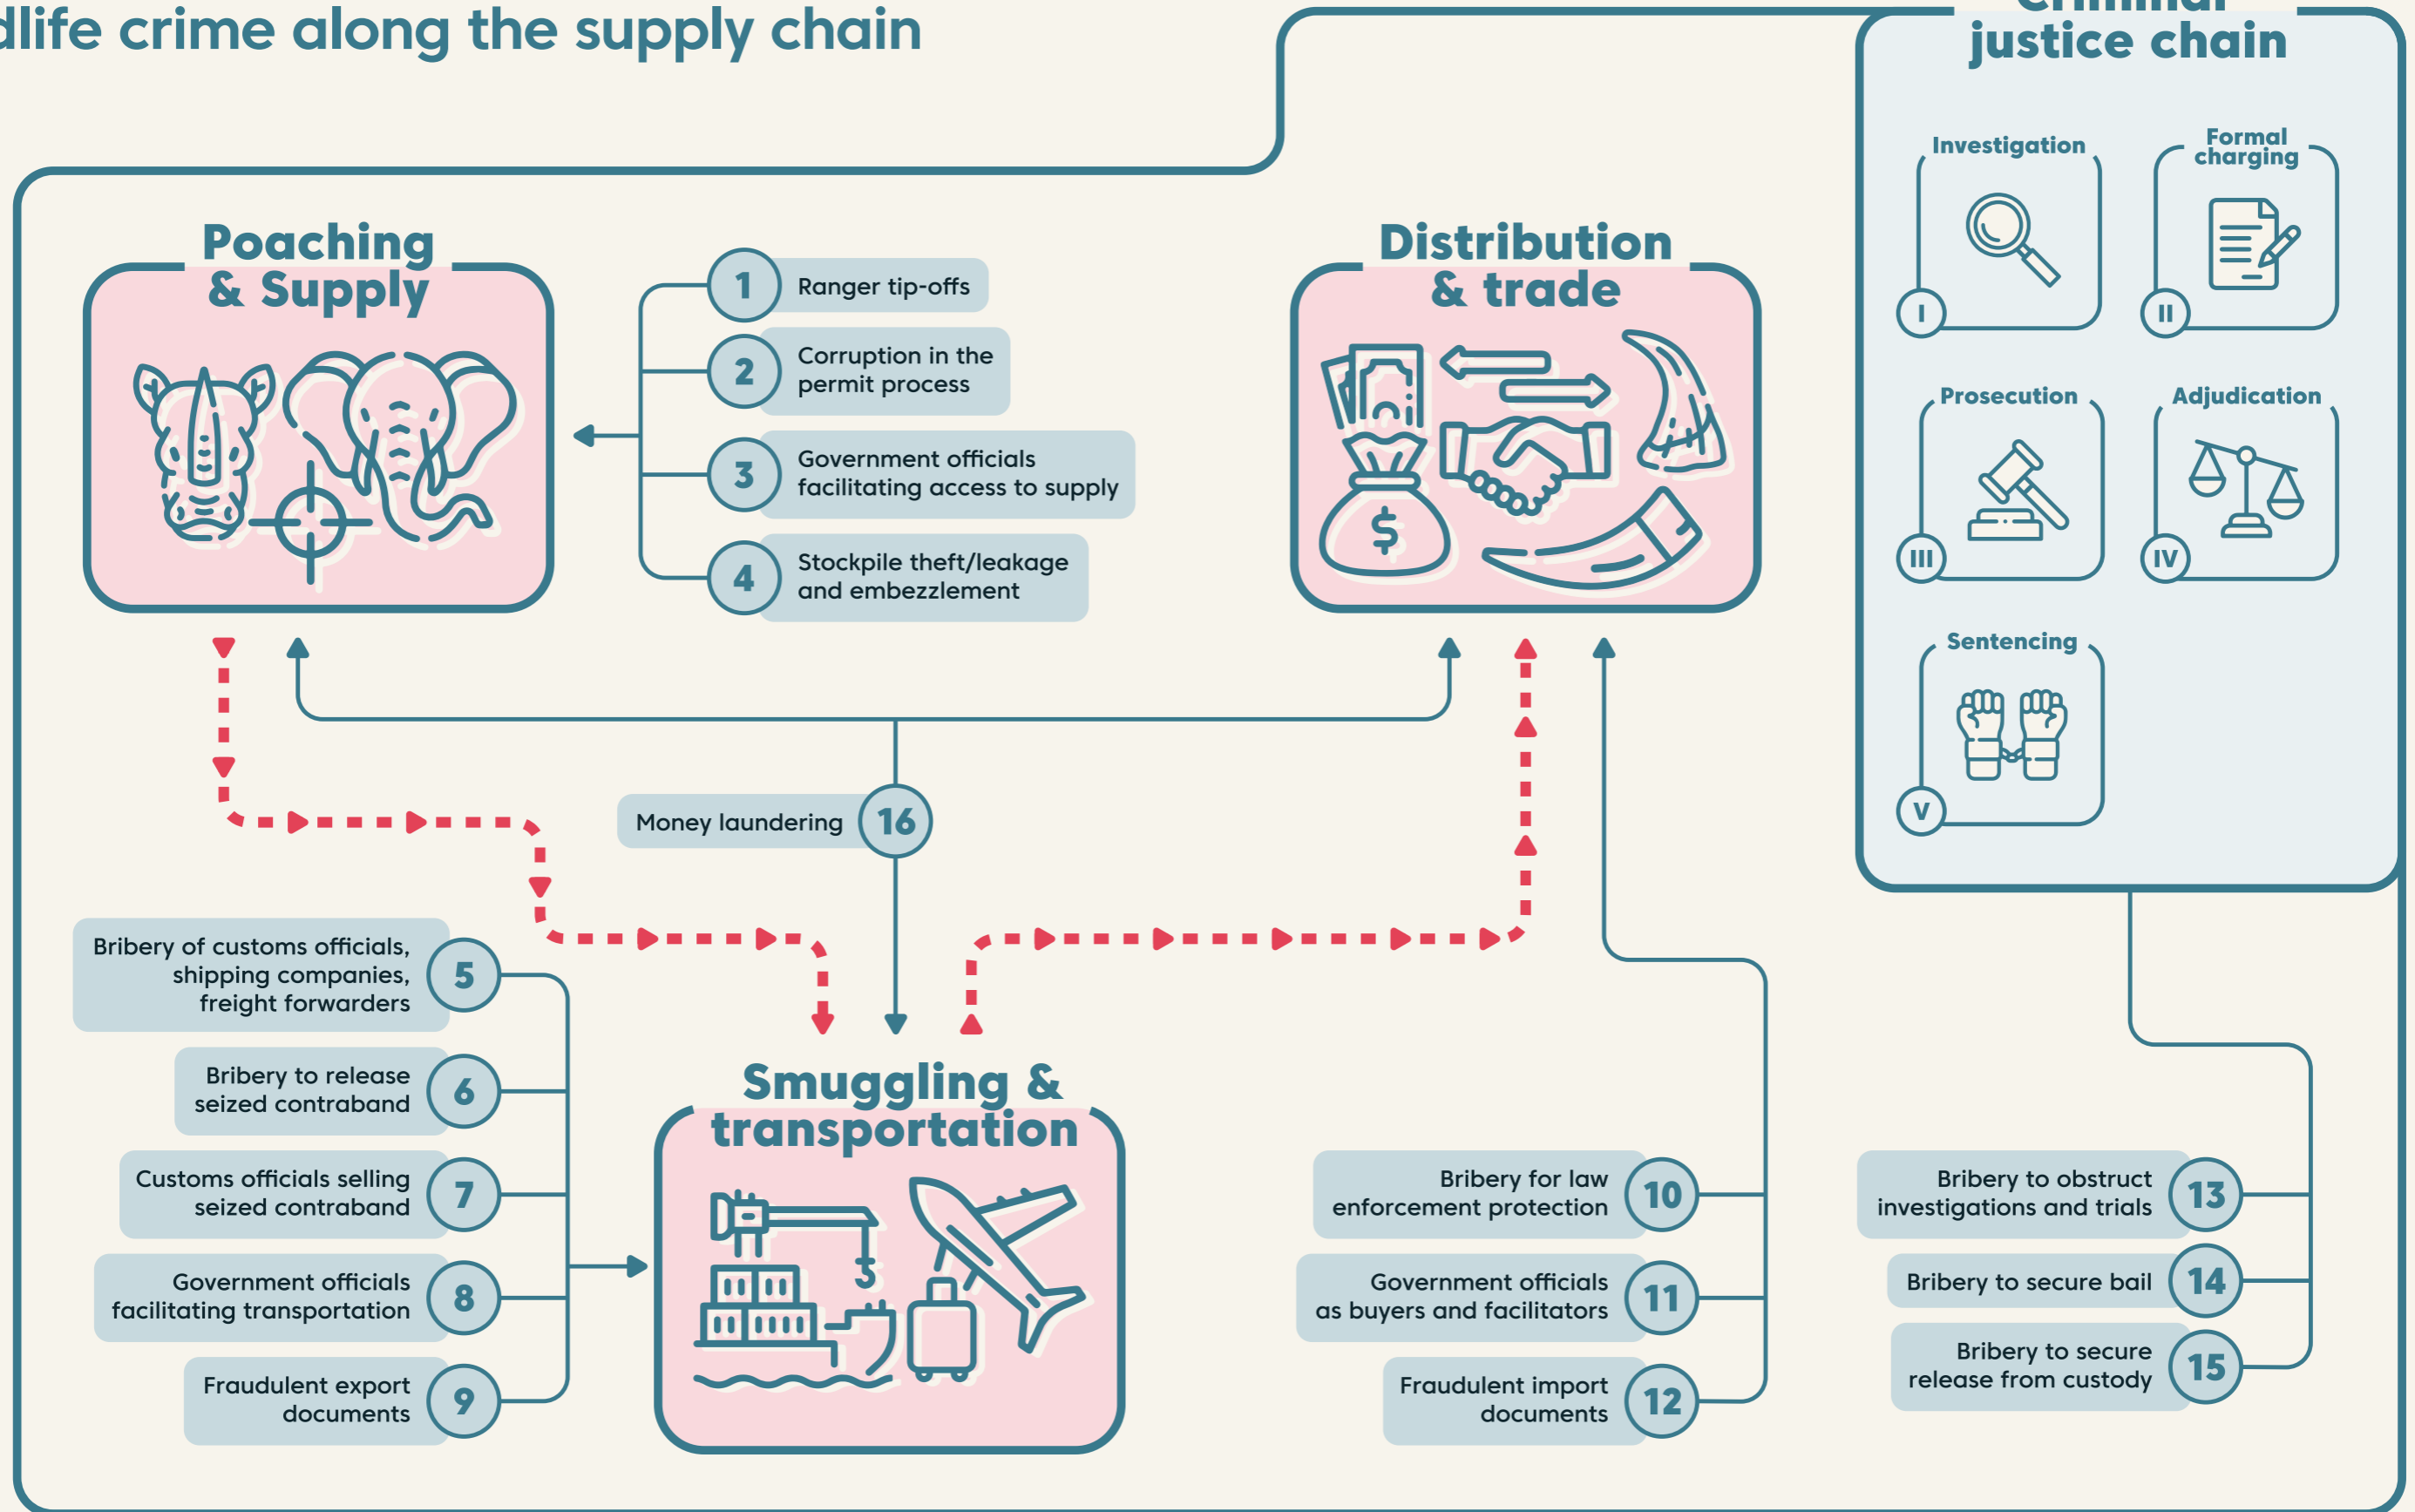 crime along the supply chain
justice chain
Investigation
Formal
charging
I
II
Prosecution
Adjudication
III
IV
Sentencing
V
Poaching
& Supply
1
Ranger tip-offs
2
Corruption in the
permit process
3
Government officials
facilitating access to supply
4
Stockpile theft/leakage
and embezzlement
Distribution
& trade
$
Money laundering
16
Bribery of customs officials,
shipping companies,
freight forwarders
5
Bribery to release
seized contraband
6
Customs officials selling
seized contraband
7
Government officials
facilitating transportation
8
Fraudulent export
documents
9
Smuggling &
transportation
Bribery for law
enforcement protection
10
Government officials
as buyers and facilitators
11
Fraudulent import
documents
12
Bribery to obstruct
investigations and trials
13
Bribery to secure bail
14
Bribery to secure
release from custody
15